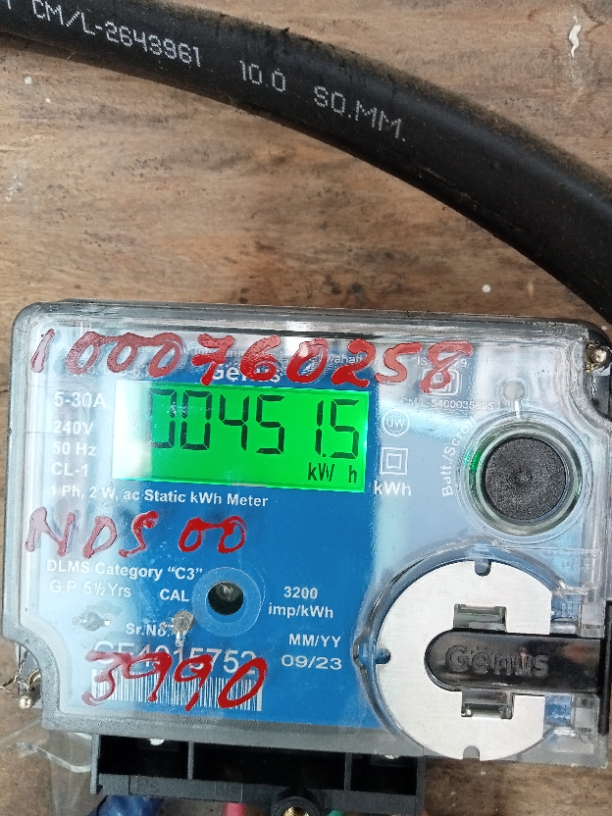 CM/L-2643961 10.0 SQ.MM.
1000760258
Genus
5-30A
240V
50 Hz
CL-1
00451.5
kW h
kWh
1 Ph, 2 W, ac Static kWh Meter
NDS 00
DLMS Category "C3"
G.P. 5½ Yrs
CAL
3200
imp/kWh
Sr.No.
MM/YY
09/23
3990
Genus